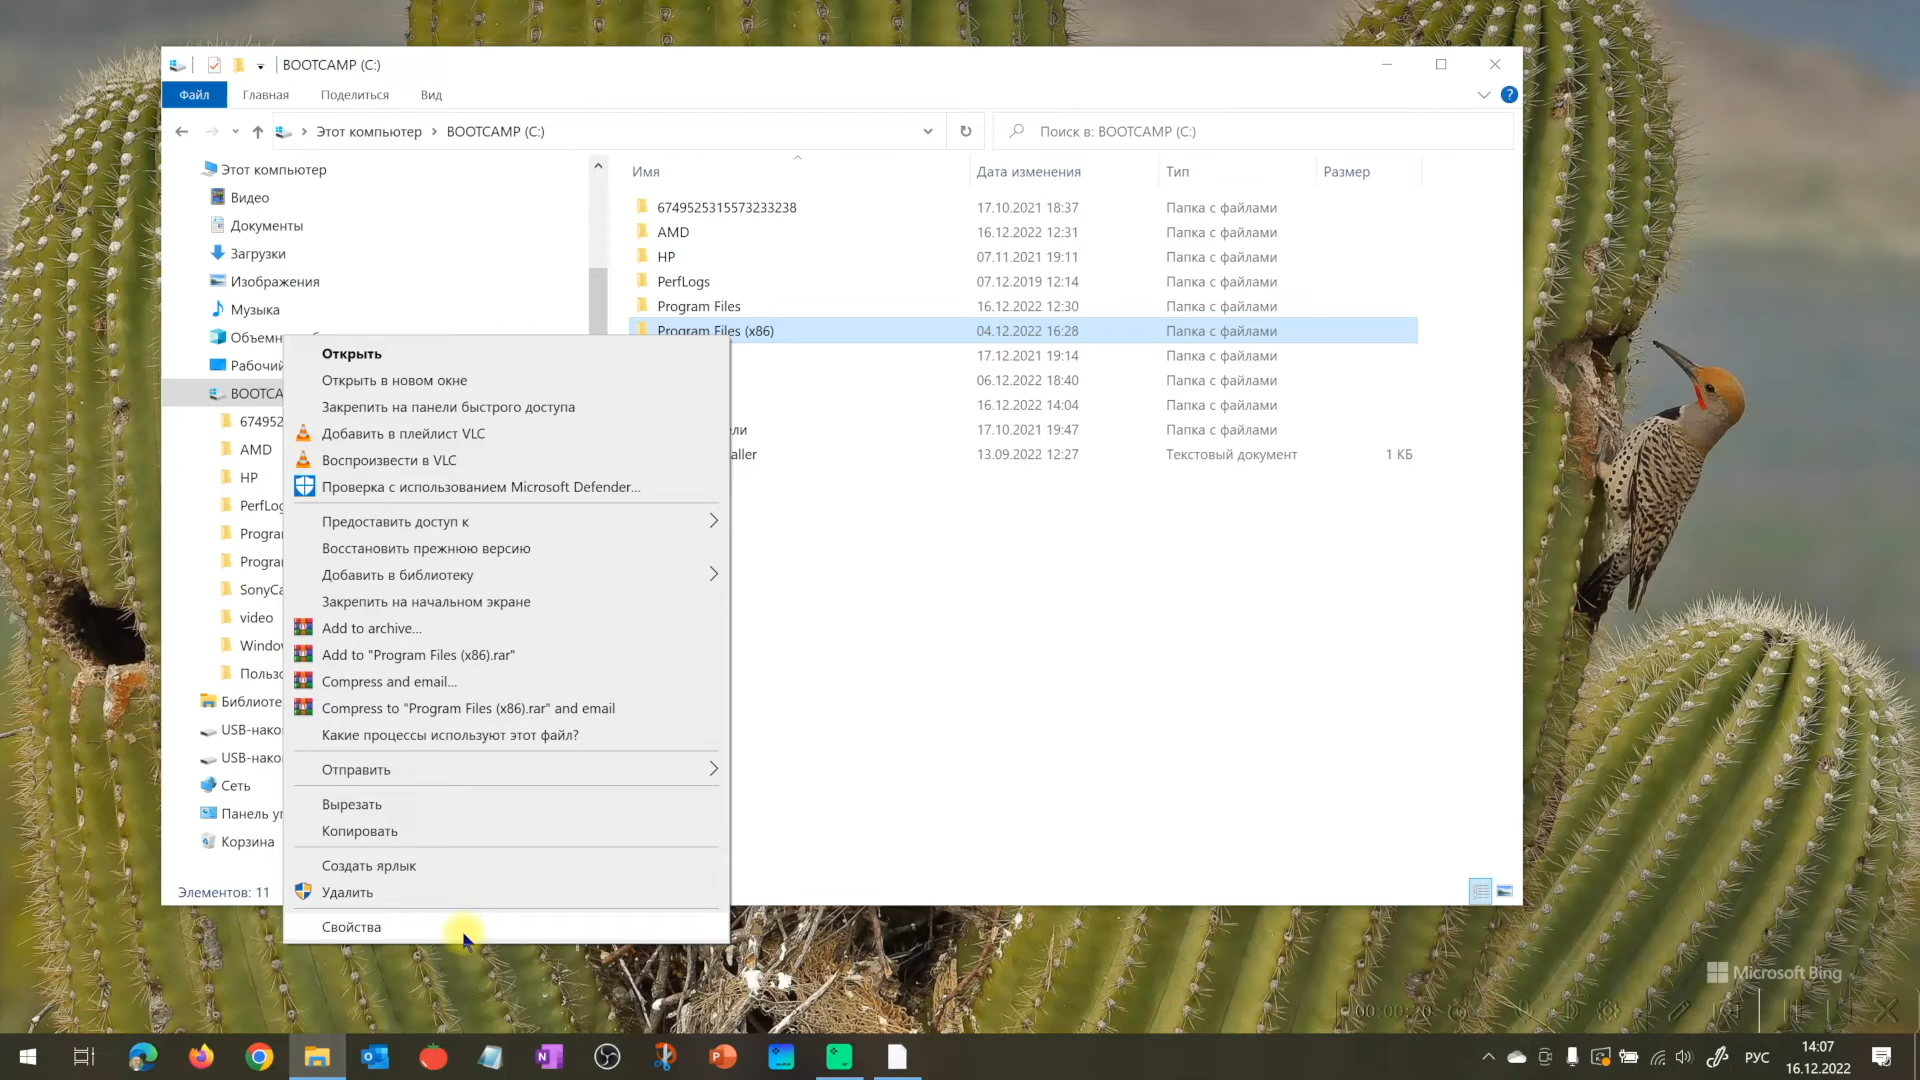 BOOTCAMP (C:)
Файл
Главная
Поделиться
Вид
Этот компьютер
BOOTCAMP (C:)
Поиск в: BOOTCAMP (C:)
Этот компьютер
Видео
Документы
Загрузки
Изображения
Музыка
Объемн
Рабочий
BOOTCA
674952
AMD
HP
PerfLog
Progra
Progra
SonyCa
video
Window
Пользо
Библиоте
USB-нако
USB-нако
Сеть
Панель уп
Корзина
Элементов: 11
Имя Дата изменения Тип Размер
6749525315573233238 17.10.2021 18:37 Папка с файлами
AMD 16.12.2022 12:31 Папка с файлами
HP 07.11.2021 19:11 Папка с файлами
PerfLogs 07.12.2019 12:14 Папка с файлами
Program Files 16.12.2022 12:30 Папка с файлами
Program Files (x86) 04.12.2022 16:28 Папка с файлами
17.12.2021 19:14 Папка с файлами
06.12.2022 18:40 Папка с файлами
16.12.2022 14:04 Папка с файлами
ли 17.10.2021 19:47 Папка с файлами
aller 13.09.2022 12:27 Текстовый документ 1 КБ
Открыть
Открыть в новом окне
Закрепить на панели быстрого доступа
Добавить в плейлист VLC
Воспроизвести в VLC
Проверка с использованием Microsoft Defender...
Предоставить доступ к
Восстановить прежнюю версию
Добавить в библиотеку
Закрепить на начальном экране
Add to archive...
Add to "Program Files (x86).rar"
Compress and email...
Compress to "Program Files (x86).rar" and email
Какие процессы используют этот файл?
Отправить
Вырезать
Копировать
Создать ярлык
Удалить
Свойства
Microsoft Bing
РУС
14:07
16.12.2022